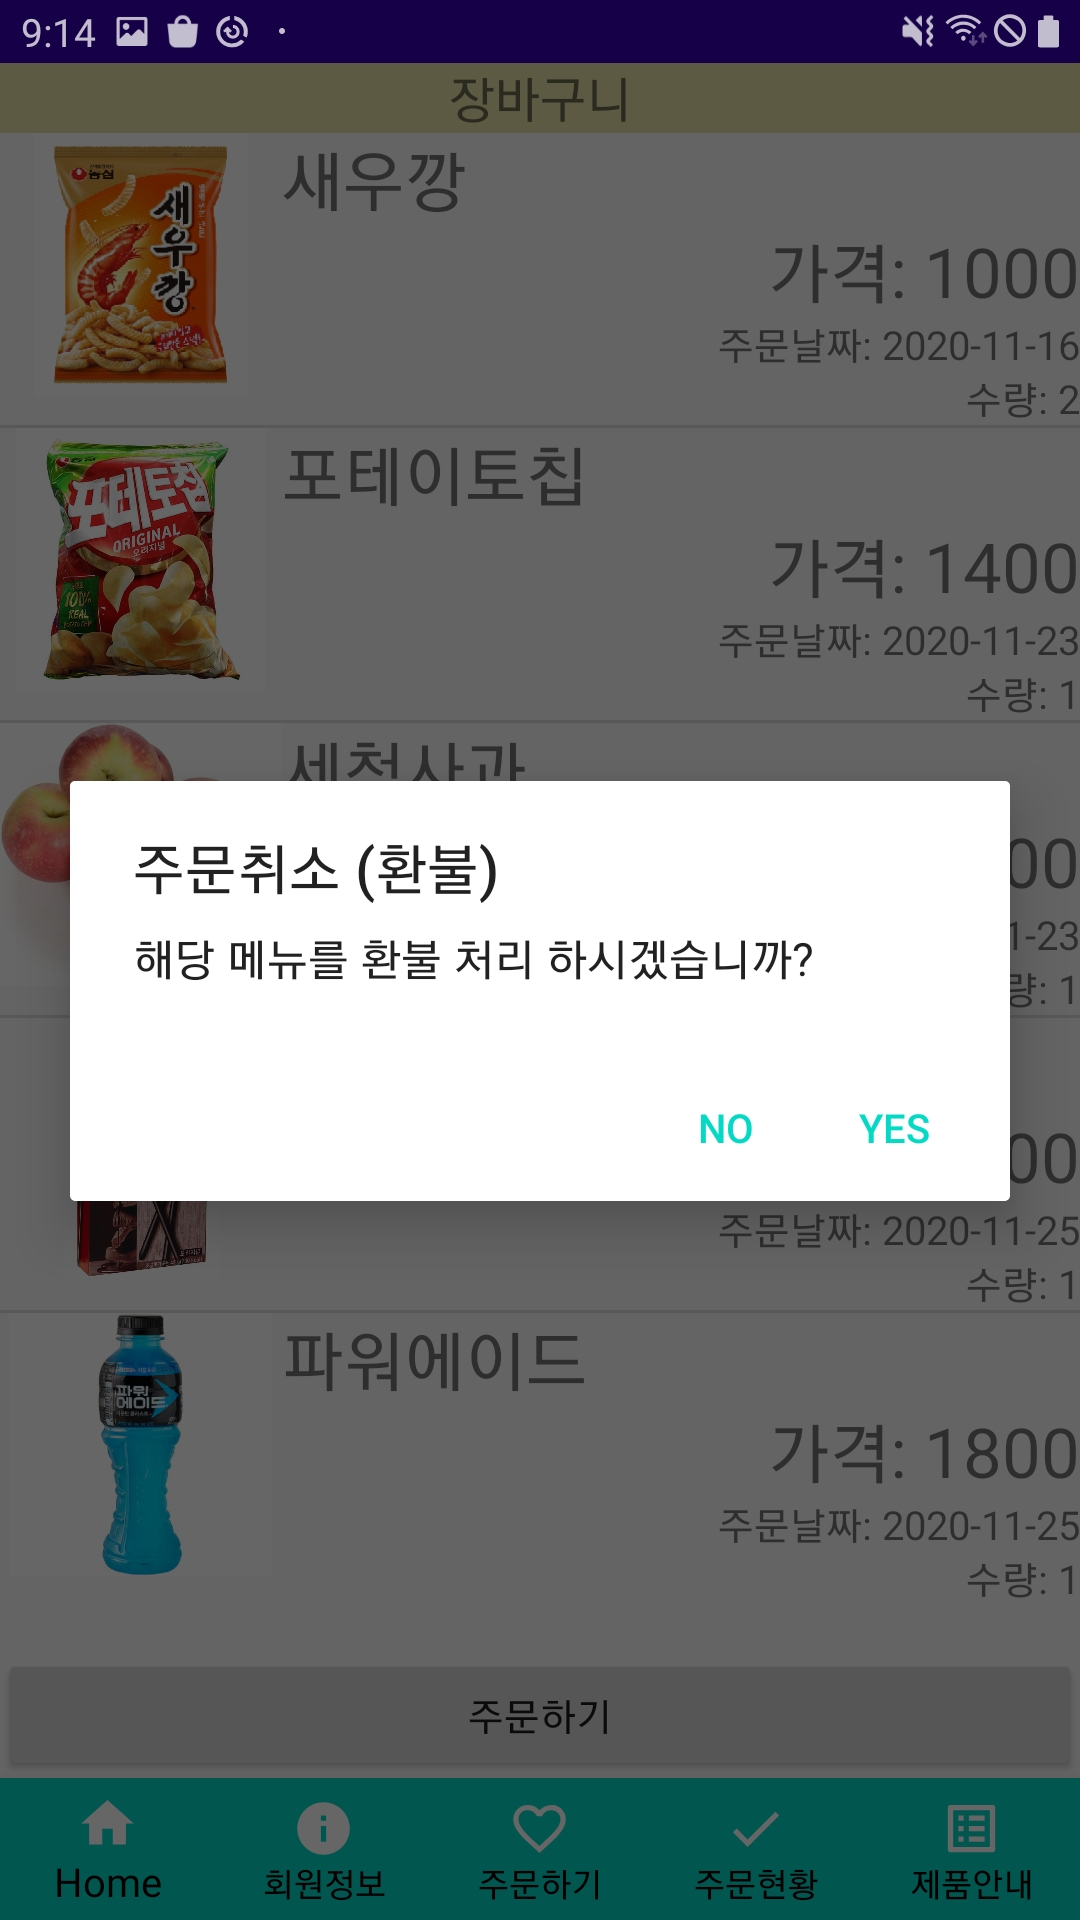 9:14
장바구니
농심
새우깡
새우깡
가격: 1000
주문날짜: 2020-11-16
수량: 2
포테토칩
ORIGINAL
오리지널
100%
REAL
포테이토칩
가격: 1400
주문날짜: 2020-11-23
수량: 1
세척사과
00
1-23
량: 1
주문취소 (환불)
해당 메뉴를 환불 처리 하시겠습니까?
NO
YES
00
주문날짜: 2020-11-25
수량: 1
파워
에이드
파워에이드
가격: 1800
주문날짜: 2020-11-25
수량: 1
주문하기
Home
회원정보
주문하기
주문현황
제품안내